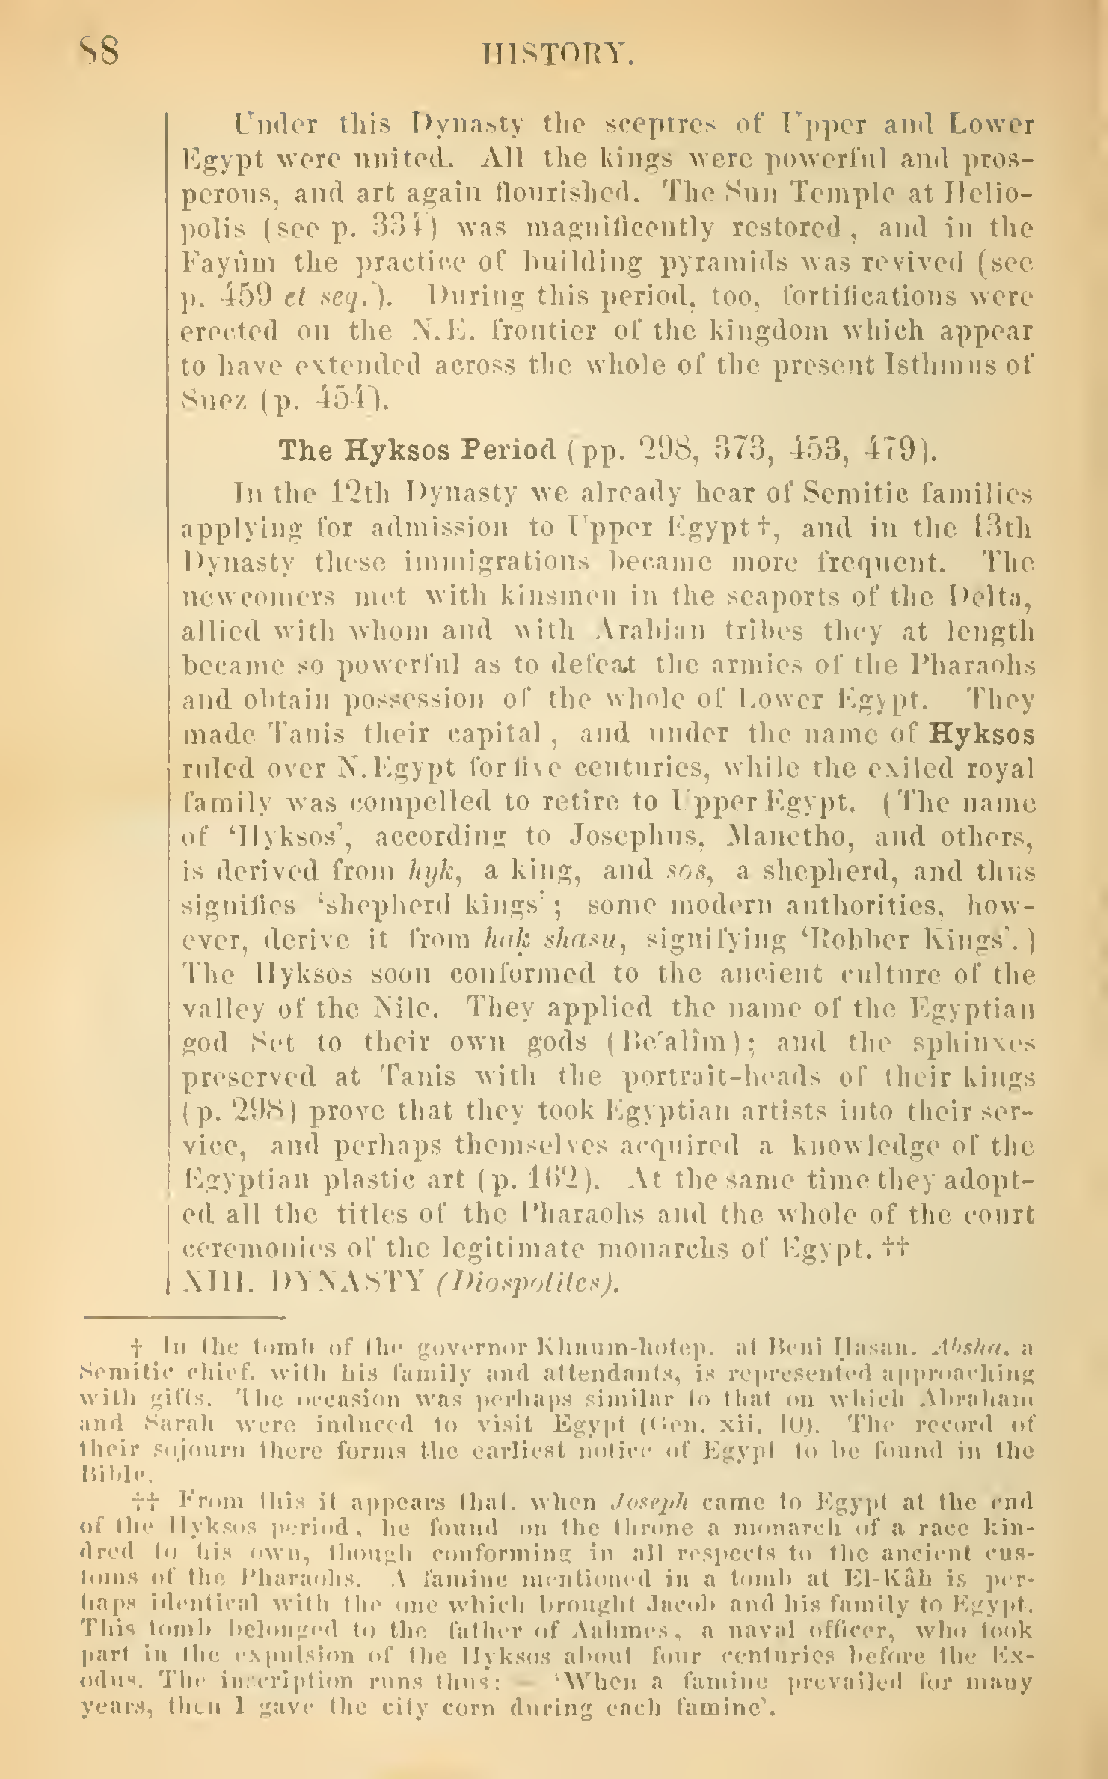 88 HISTORY.
Under this Dynasty the sceptres of Upper and Lower
Egypt were united. All the kings were powerful and pros-
perous, and art again flourished. The Sun Temple at Helio-
polis (see p. 334) was magnificently restored, and in the
Fayûm the practice of building pyramids was revived (see
p. 459 et seq.). During this period, too, fortifications were
erected on the N.E. frontier of the kingdom which appear
to have extended across the whole of the present Isthmus of
Suez (p. 454).
The Hyksos Period (pp. 298, 373, 453, 479).
In the 12th Dynasty we already hear of Semitic families
applying for admission to Upper Egypt†, and in the 13th
Dynasty these immigrations became more frequent. The
newcomers met with kinsmen in the seaports of the Delta,
allied with whom and with Arabian tribes they at length
became so powerful as to defeat the armies of the Pharaohs
and obtain possession of the whole of Lower Egypt. They
made Tanis their capital, and under the name of Hyksos
ruled over N. Egypt for five centuries, while the exiled royal
family was compelled to retire to Upper Egypt. (The name
of ‘Hyksos’, according to Josephus, Manetho, and others,
is derived from hyk, a king, and sos, a shepherd, and thus
signifies ‘shepherd kings’; some modern authorities, how-
ever, derive it from hak shasu, signifying ‘Robber Kings’.)
The Hyksos soon conformed to the ancient culture of the
valley of the Nile. They applied the name of the Egyptian
god Set to their own gods (Be'alîm); and the sphinxes
preserved at Tanis with the portrait-heads of their kings
(p. 298) prove that they took Egyptian artists into their ser-
vice, and perhaps themselves acquired a knowledge of the
Egyptian plastic art (p. 162). At the same time they adopt-
ed all the titles of the Pharaohs and the whole of the court
ceremonies of the legitimate monarchs of Egypt. ††
XIII. DYNASTY (Diospolites).
† In the tomb of the governor Khnum-hotep, at Beni Hasan, Absha, a
Semitic chief, with his family and attendants, is represented approaching
with gifts. The occasion was perhaps similar to that on which Abraham
and Sarah were induced to visit Egypt (Gen. xii, 10). The record of
their sojourn there forms the earliest notice of Egypt to be found in the
Bible.
†† From this it appears that, when Joseph came to Egypt at the end
of the Hyksos period, he found on the throne a monarch of a race kin-
dred to his own, though conforming in all respects to the ancient cus-
toms of the Pharaohs. A famine mentioned in a tomb at El-Kâb is per-
haps identical with the one which brought Jacob and his family to Egypt.
This tomb belonged to the father of Aahmes, a naval officer, who took
part in the expulsion of the Hyksos about four centuries before the Ex-
odus. The inscription runs thus: — ‘When a famine prevailed for many
years, then I gave the city corn during each famine’.